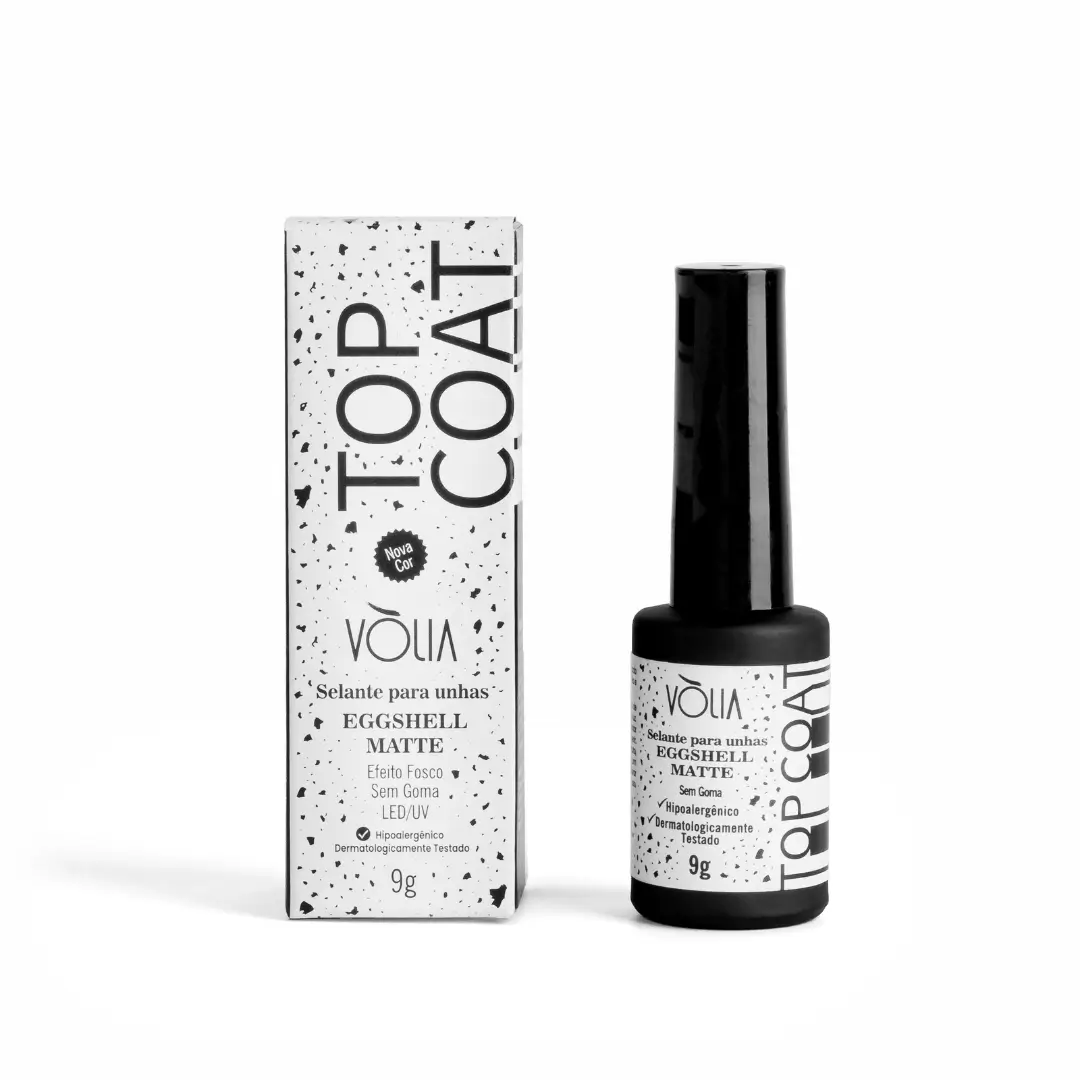 TOP
COAT
Nova
Cor
VÒLIA
Selante para unhas
EGGSHELL
MATTE
Efeito Fosco
Sem Goma
LED/UV
Hipoalergênico
Dermatologicamente Testado
9g
VÒLIA
Selante para unhas
EGGSHELL
MATTE
Sem Goma
Hipoalergênico
Dermatologicamente
Testado
9g
TOP COAT